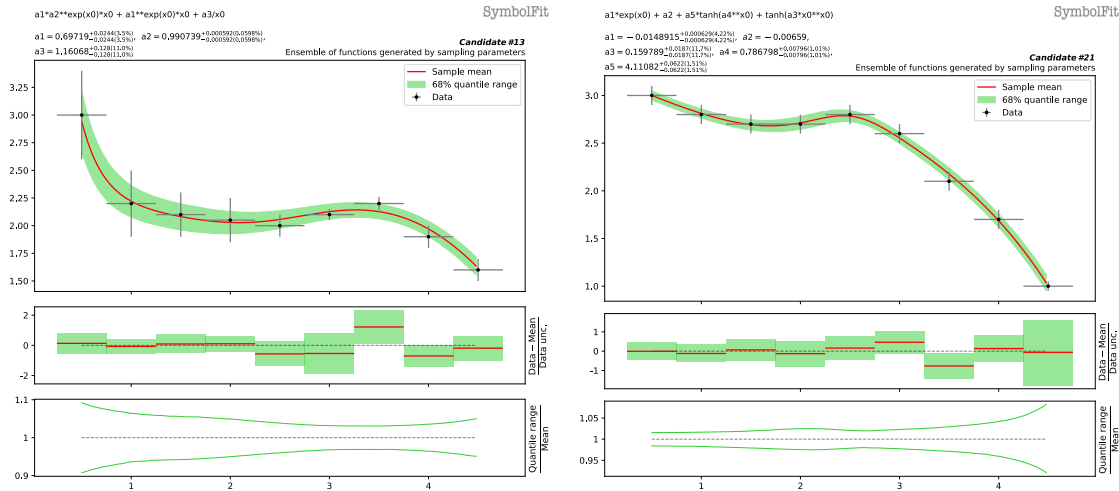 SymbolFit
a1*a2**exp(x0)*x0 + a1**exp(x0)*x0 + a3/x0
a1 = 0.69719+0.0244(3.5%)−0.0244(3.5%), a2 = 0.990739+0.000592(0.0598%)−0.000592(0.0598%),
a3 = 1.16068+0.128(11.0%)−0.128(11.0%)
Candidate #13
Ensemble of functions generated by sampling parameters
Sample mean
68% quantile range
Data
3.25
3.00
2.75
2.50
2.25
2.00
1.75
1.50
2
0
−2
Data − Mean
Data unc.
1.1
1
0.9
Quantile range
Mean
1
2
3
4
SymbolFit
a1*exp(x0) + a2 + a5*tanh(a4**x0) + tanh(a3*x0**x0)
a1 = −0.0148915+0.000629(4.22%)−0.000629(4.22%), a2 = −0.00659,
a3 = 0.159789+0.0187(11.7%)−0.0187(11.7%), a4 = 0.786798+0.00796(1.01%)−0.00796(1.01%),
a5 = 4.11082+0.0622(1.51%)−0.0622(1.51%)
Candidate #21
Ensemble of functions generated by sampling parameters
Sample mean
68% quantile range
Data
3.0
2.5
2.0
1.5
1.0
1
0
−1
Data − Mean
Data unc.
1.05
1
0.95
Quantile range
Mean
1
2
3
4